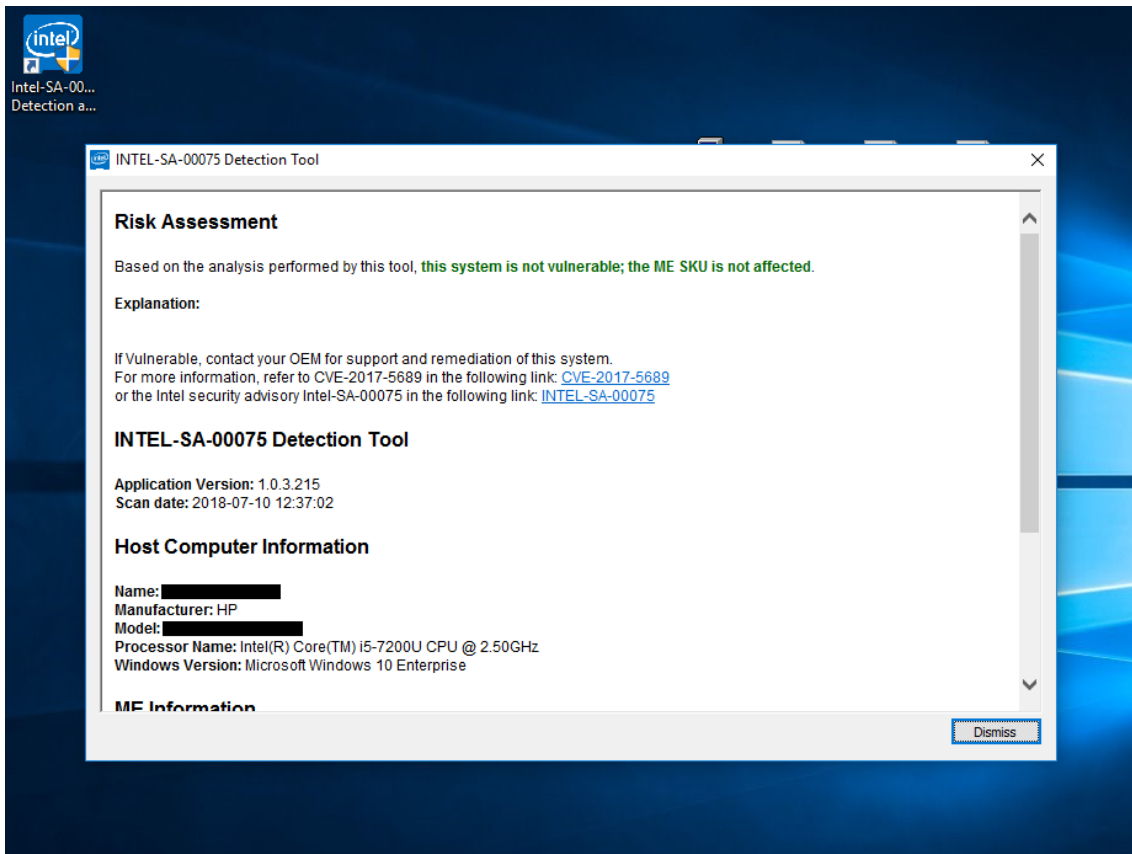 intel
Intel-SA-00...
Detection a...
INTEL-SA-00075 Detection Tool
Risk Assessment
Based on the analysis performed by this tool, this system is not vulnerable; the ME SKU is not affected.
Explanation:
If Vulnerable, contact your OEM for support and remediation of this system.
For more information, refer to CVE-2017-5689 in the following link: CVE-2017-5689
or the Intel security advisory Intel-SA-00075 in the following link: INTEL-SA-00075
INTEL-SA-00075 Detection Tool
Application Version: 1.0.3.215
Scan date: 2018-07-10 12:37:02
Host Computer Information
Name:
Manufacturer: HP
Model:
Processor Name: Intel(R) Core(TM) i5-7200U CPU @ 2.50GHz
Windows Version: Microsoft Windows 10 Enterprise
ME Information
Dismiss